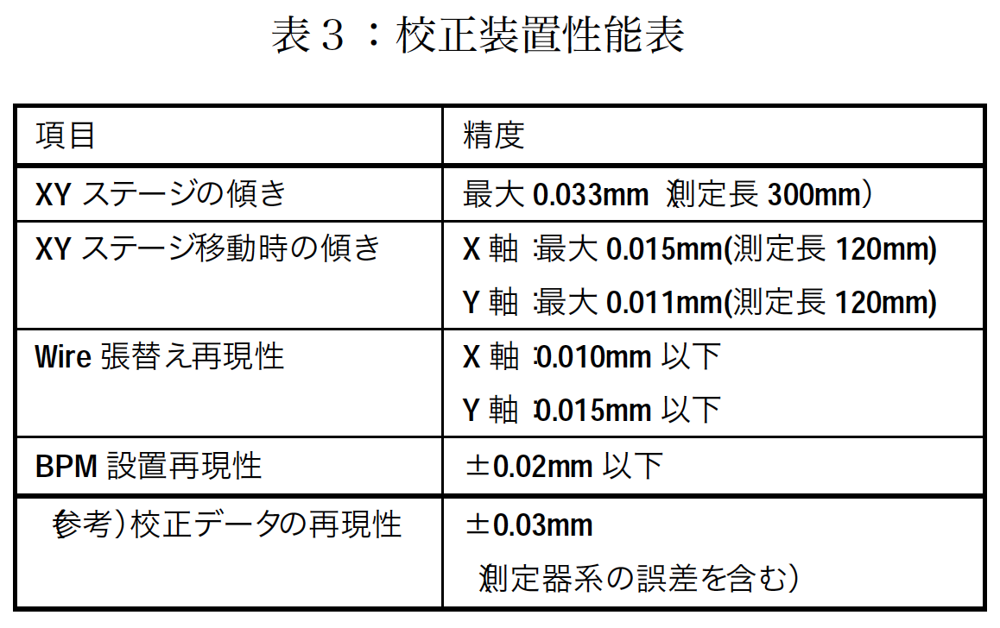 表３：校正装置性能表
項目 精度
XY ステージの傾き 最大 0.033mm（測定長 300mm）
XY ステージ移動時の傾き X 軸：最大 0.015mm(測定長 120mm)
Y 軸：最大 0.011mm(測定長 120mm)
Wire 張替え再現性 X 軸：0.010mm 以下
Y 軸：0.015mm 以下
BPM 設置再現性 ±0.02mm 以下
（参考）校正データの再現性 ±0.03mm
（測定器系の誤差を含む）